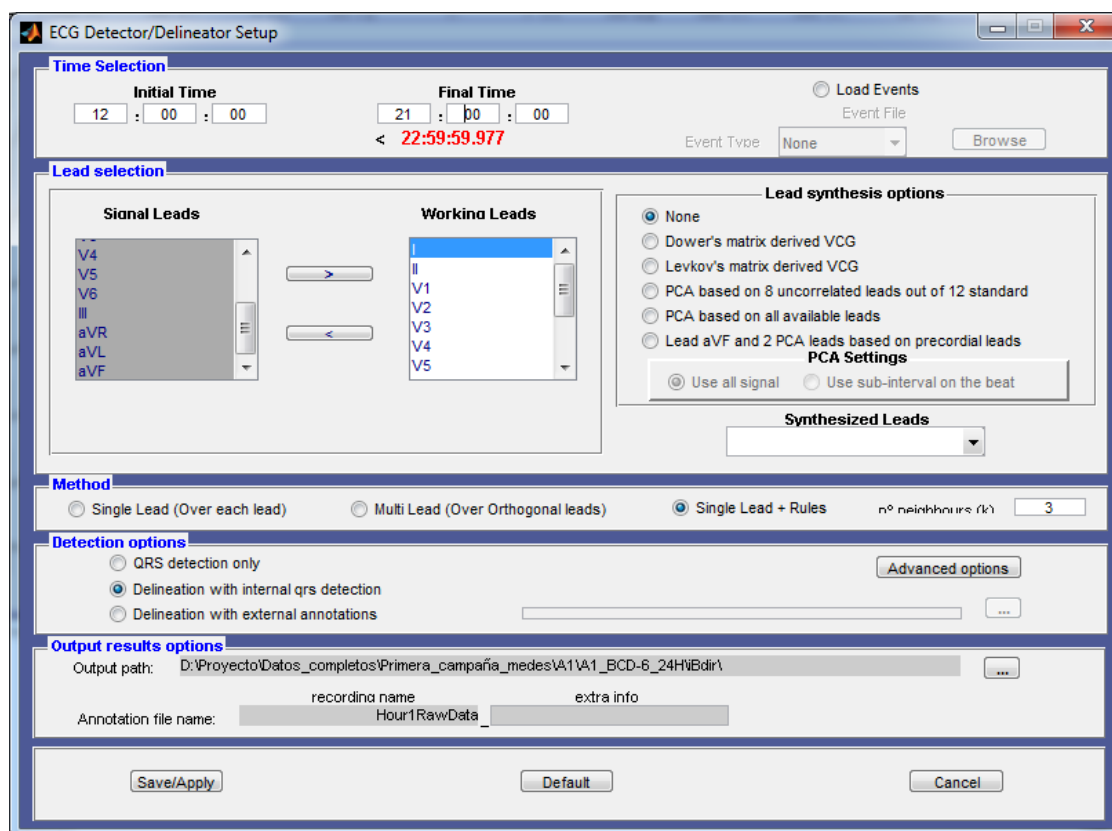 ECG Detector/Delineator Setup
Time Selection
Initial Time
Final Time
Load Events
12 : 00 : 00
21 : 00 : 00
Event File
< 22:59:59.977
Event Type None Browse
Lead selection
Signal Leads
Working Leads
V4
V5
V6
III
aVR
aVL
aVF
>
<
I
II
V1
V2
V3
V4
V5
Lead synthesis options
None
Dower's matrix derived VCG
Levkov's matrix derived VCG
PCA based on 8 uncorrelated leads out of 12 standard
PCA based on all available leads
Lead aVF and 2 PCA leads based on precordial leads
PCA Settings
Use all signal Use sub-interval on the beat
Synthesized Leads
Method
Single Lead (Over each lead) Multi Lead (Over Orthogonal leads) Single Lead + Rules nº neighbours (k) 3
Detection options
QRS detection only
Delineation with internal qrs detection
Delineation with external annotations
Advanced options
...
Output results options
Output path: D:\Proyecto\Datos_completos\Primera_campaña_medes\A1\A1_BCD-6_24H\iBdir\ ...
recording name extra info
Annotation file name: Hour1RawData _
Save/Apply Default Cancel